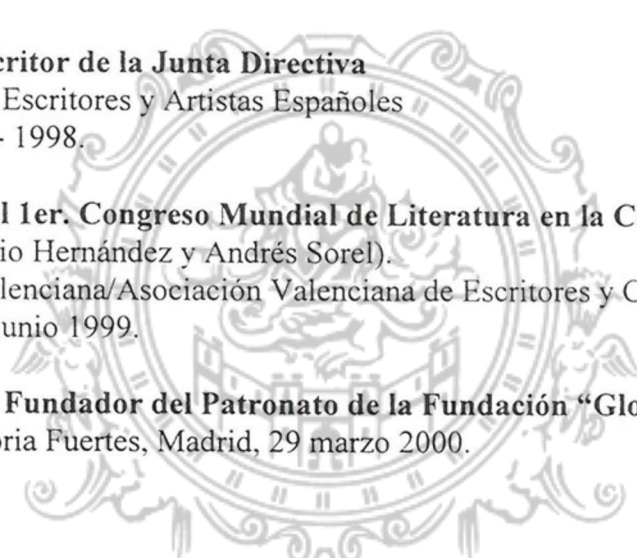 critor de la Junta Directiva
Escritores y Artistas Españoles
- 1998.
l 1er. Congreso Mundial de Literatura en la C
io Hernández y Andrés Sorel).
lenciana/Asociación Valenciana de Escritores y C
unio 1999.
Fundador del Patronato de la Fundación “Glo
ria Fuertes, Madrid, 29 marzo 2000.